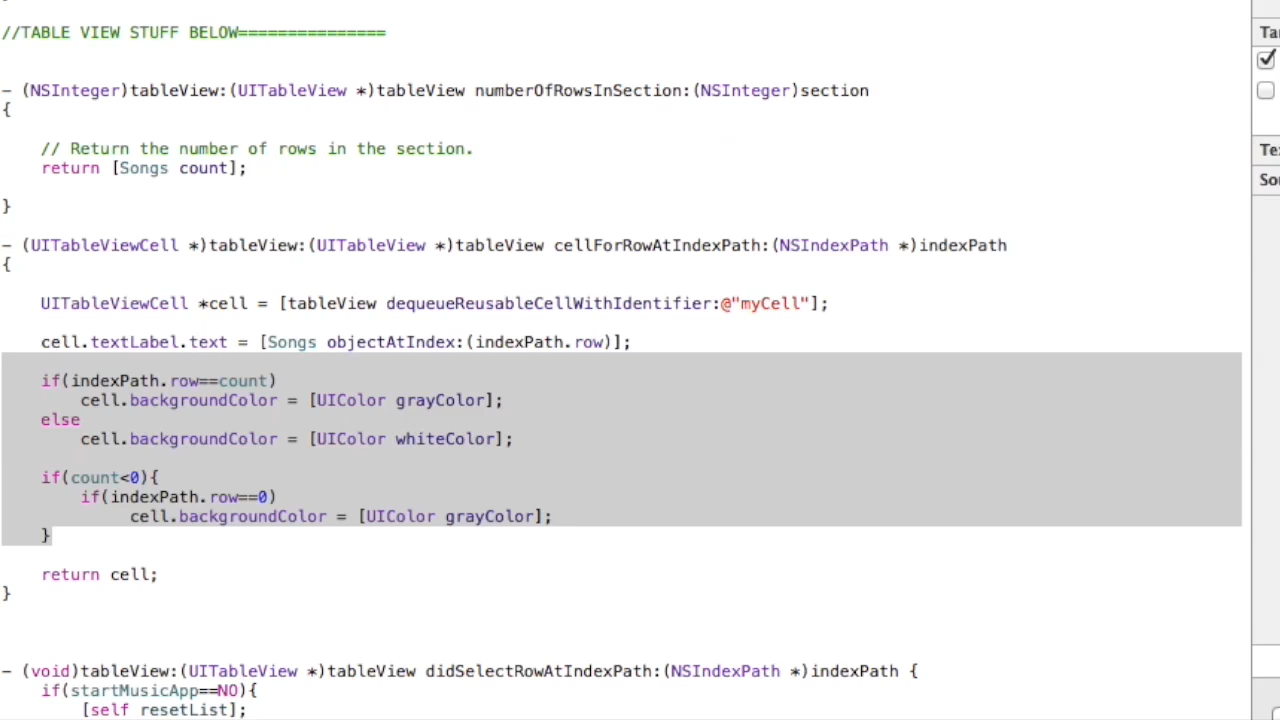 //TABLE VIEW STUFF BELOW===============
- (NSInteger)tableView:(UITableView *)tableView numberOfRowsInSection:(NSInteger)section
{
// Return the number of rows in the section.
return [Songs count];
}
- (UITableViewCell *)tableView:(UITableView *)tableView cellForRowAtIndexPath:(NSIndexPath *)indexPath
{
UITableViewCell *cell = [tableView dequeueReusableCellWithIdentifier:@"myCell"];
cell.textLabel.text = [Songs objectAtIndex:(indexPath.row)];
if(indexPath.row==count)
cell.backgroundColor = [UIColor grayColor];
else
cell.backgroundColor = [UIColor whiteColor];
if(count<0){
if(indexPath.row==0)
cell.backgroundColor = [UIColor grayColor];
}
return cell;
}
- (void)tableView:(UITableView *)tableView didSelectRowAtIndexPath:(NSIndexPath *)indexPath {
if(startMusicApp==NO){
[self resetList];